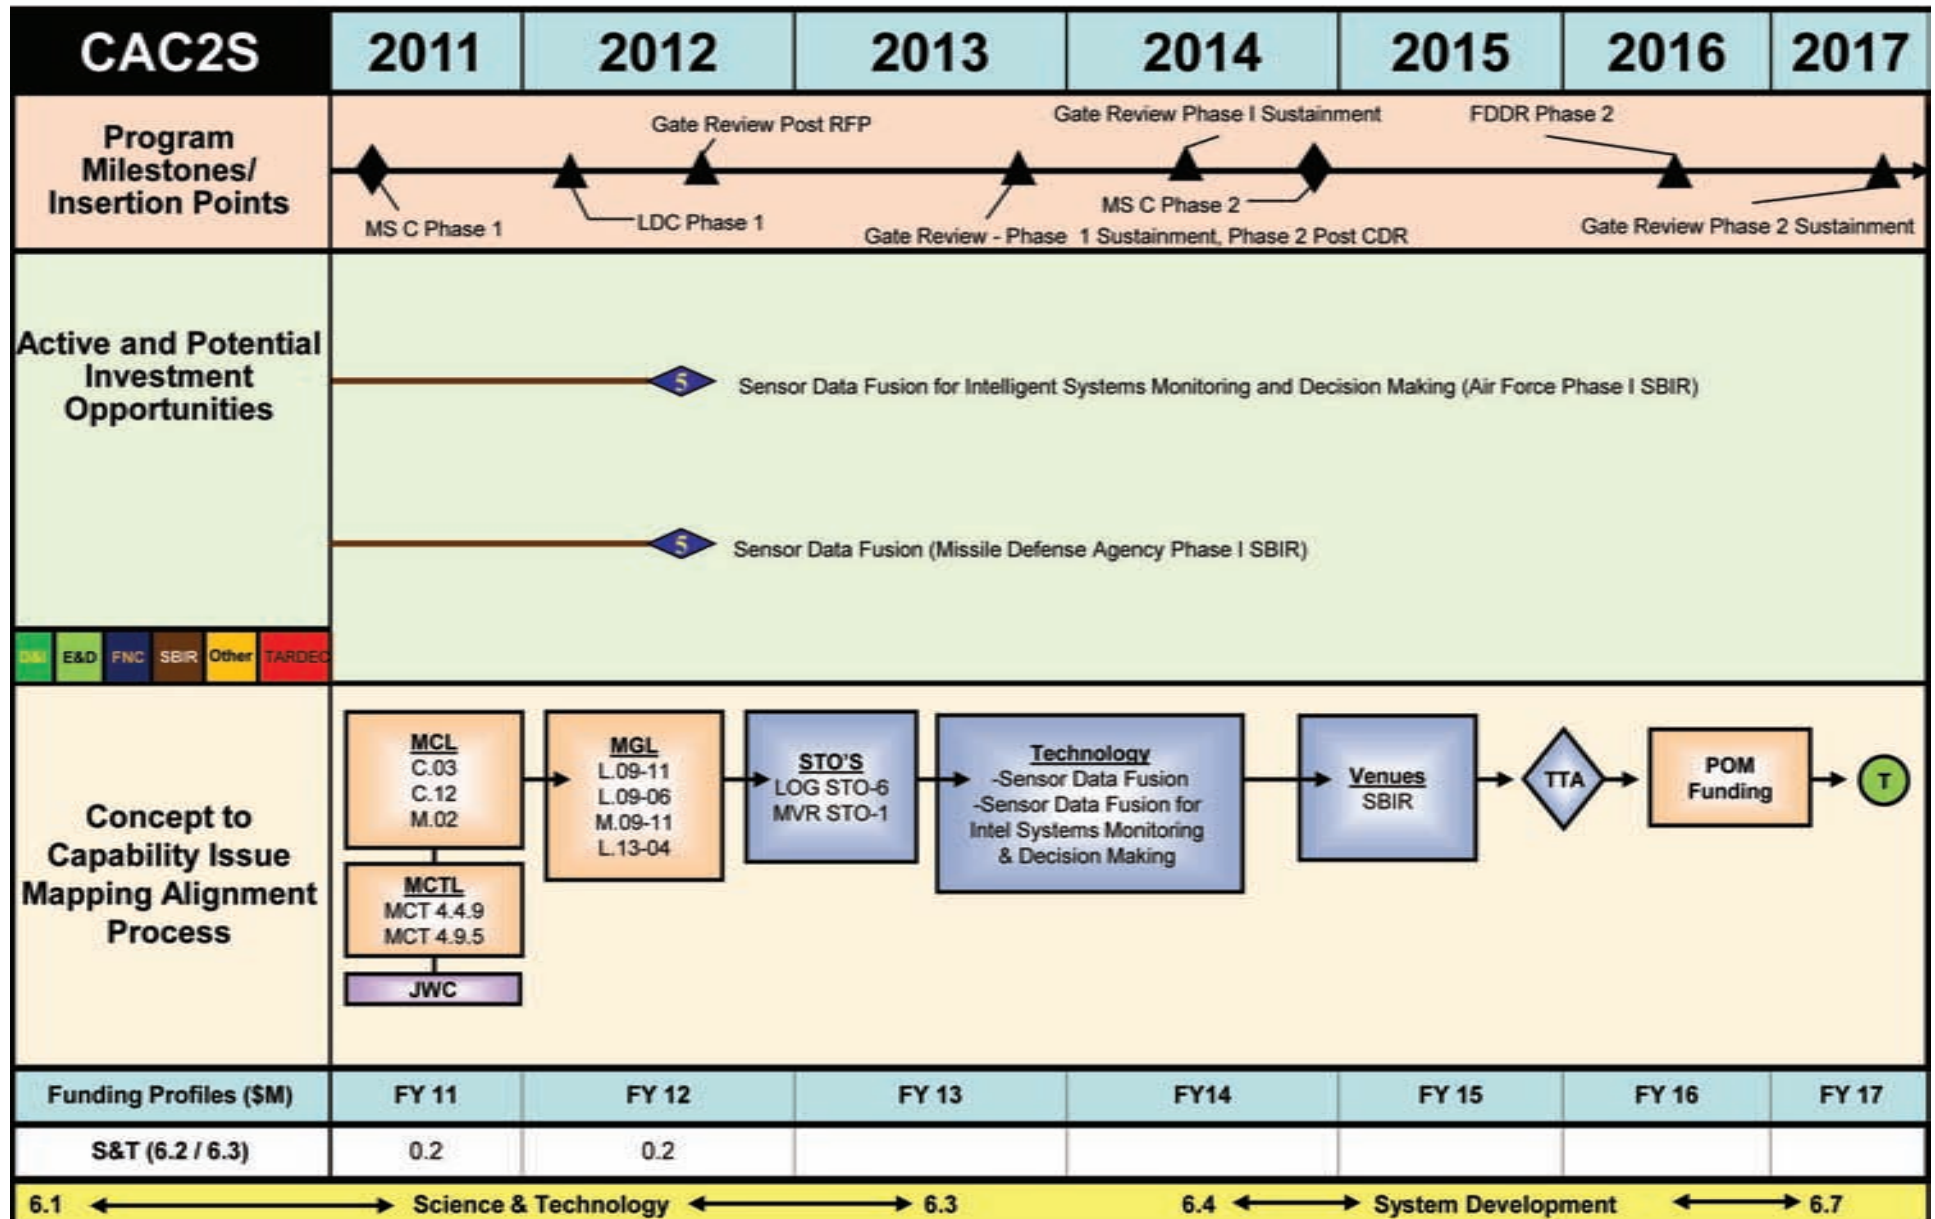 CAC2S
2011
2012
2013
2014
2015
2016
2017
Program
Milestones/
Insertion Points
Gate Review Post RFP
Gate Review Phase I Sustainment
FDDR Phase 2
MS C Phase 1
LDC Phase 1
MS C Phase 2
Gate Review - Phase 1 Sustainment, Phase 2 Post CDR
Gate Review Phase 2 Sustainment
Active and Potential
Investment
Opportunities
5
Sensor Data Fusion for Intelligent Systems Monitoring and Decision Making (Air Force Phase I SBIR)
5
Sensor Data Fusion (Missile Defense Agency Phase I SBIR)
D&I
E&D
FNC
SBIR
Other
TARDEC
Concept to
Capability Issue
Mapping Alignment
Process
MCL
C.03
C.12
M.02
MCTL
MCT 4.4.9
MCT 4.9.5
JWC
MGL
L.09-11
L.09-06
M.09-11
L.13-04
STO'S
LOG STO-6
MVR STO-1
Technology
-Sensor Data Fusion
-Sensor Data Fusion for
Intel Systems Monitoring
& Decision Making
Venues
SBIR
TTA
POM
Funding
T
Funding Profiles ($M)
FY 11
FY 12
FY 13
FY14
FY 15
FY 16
FY 17
S&T (6.2 / 6.3)
0.2
0.2
6.1
Science & Technology
6.3
6.4
System Development
6.7